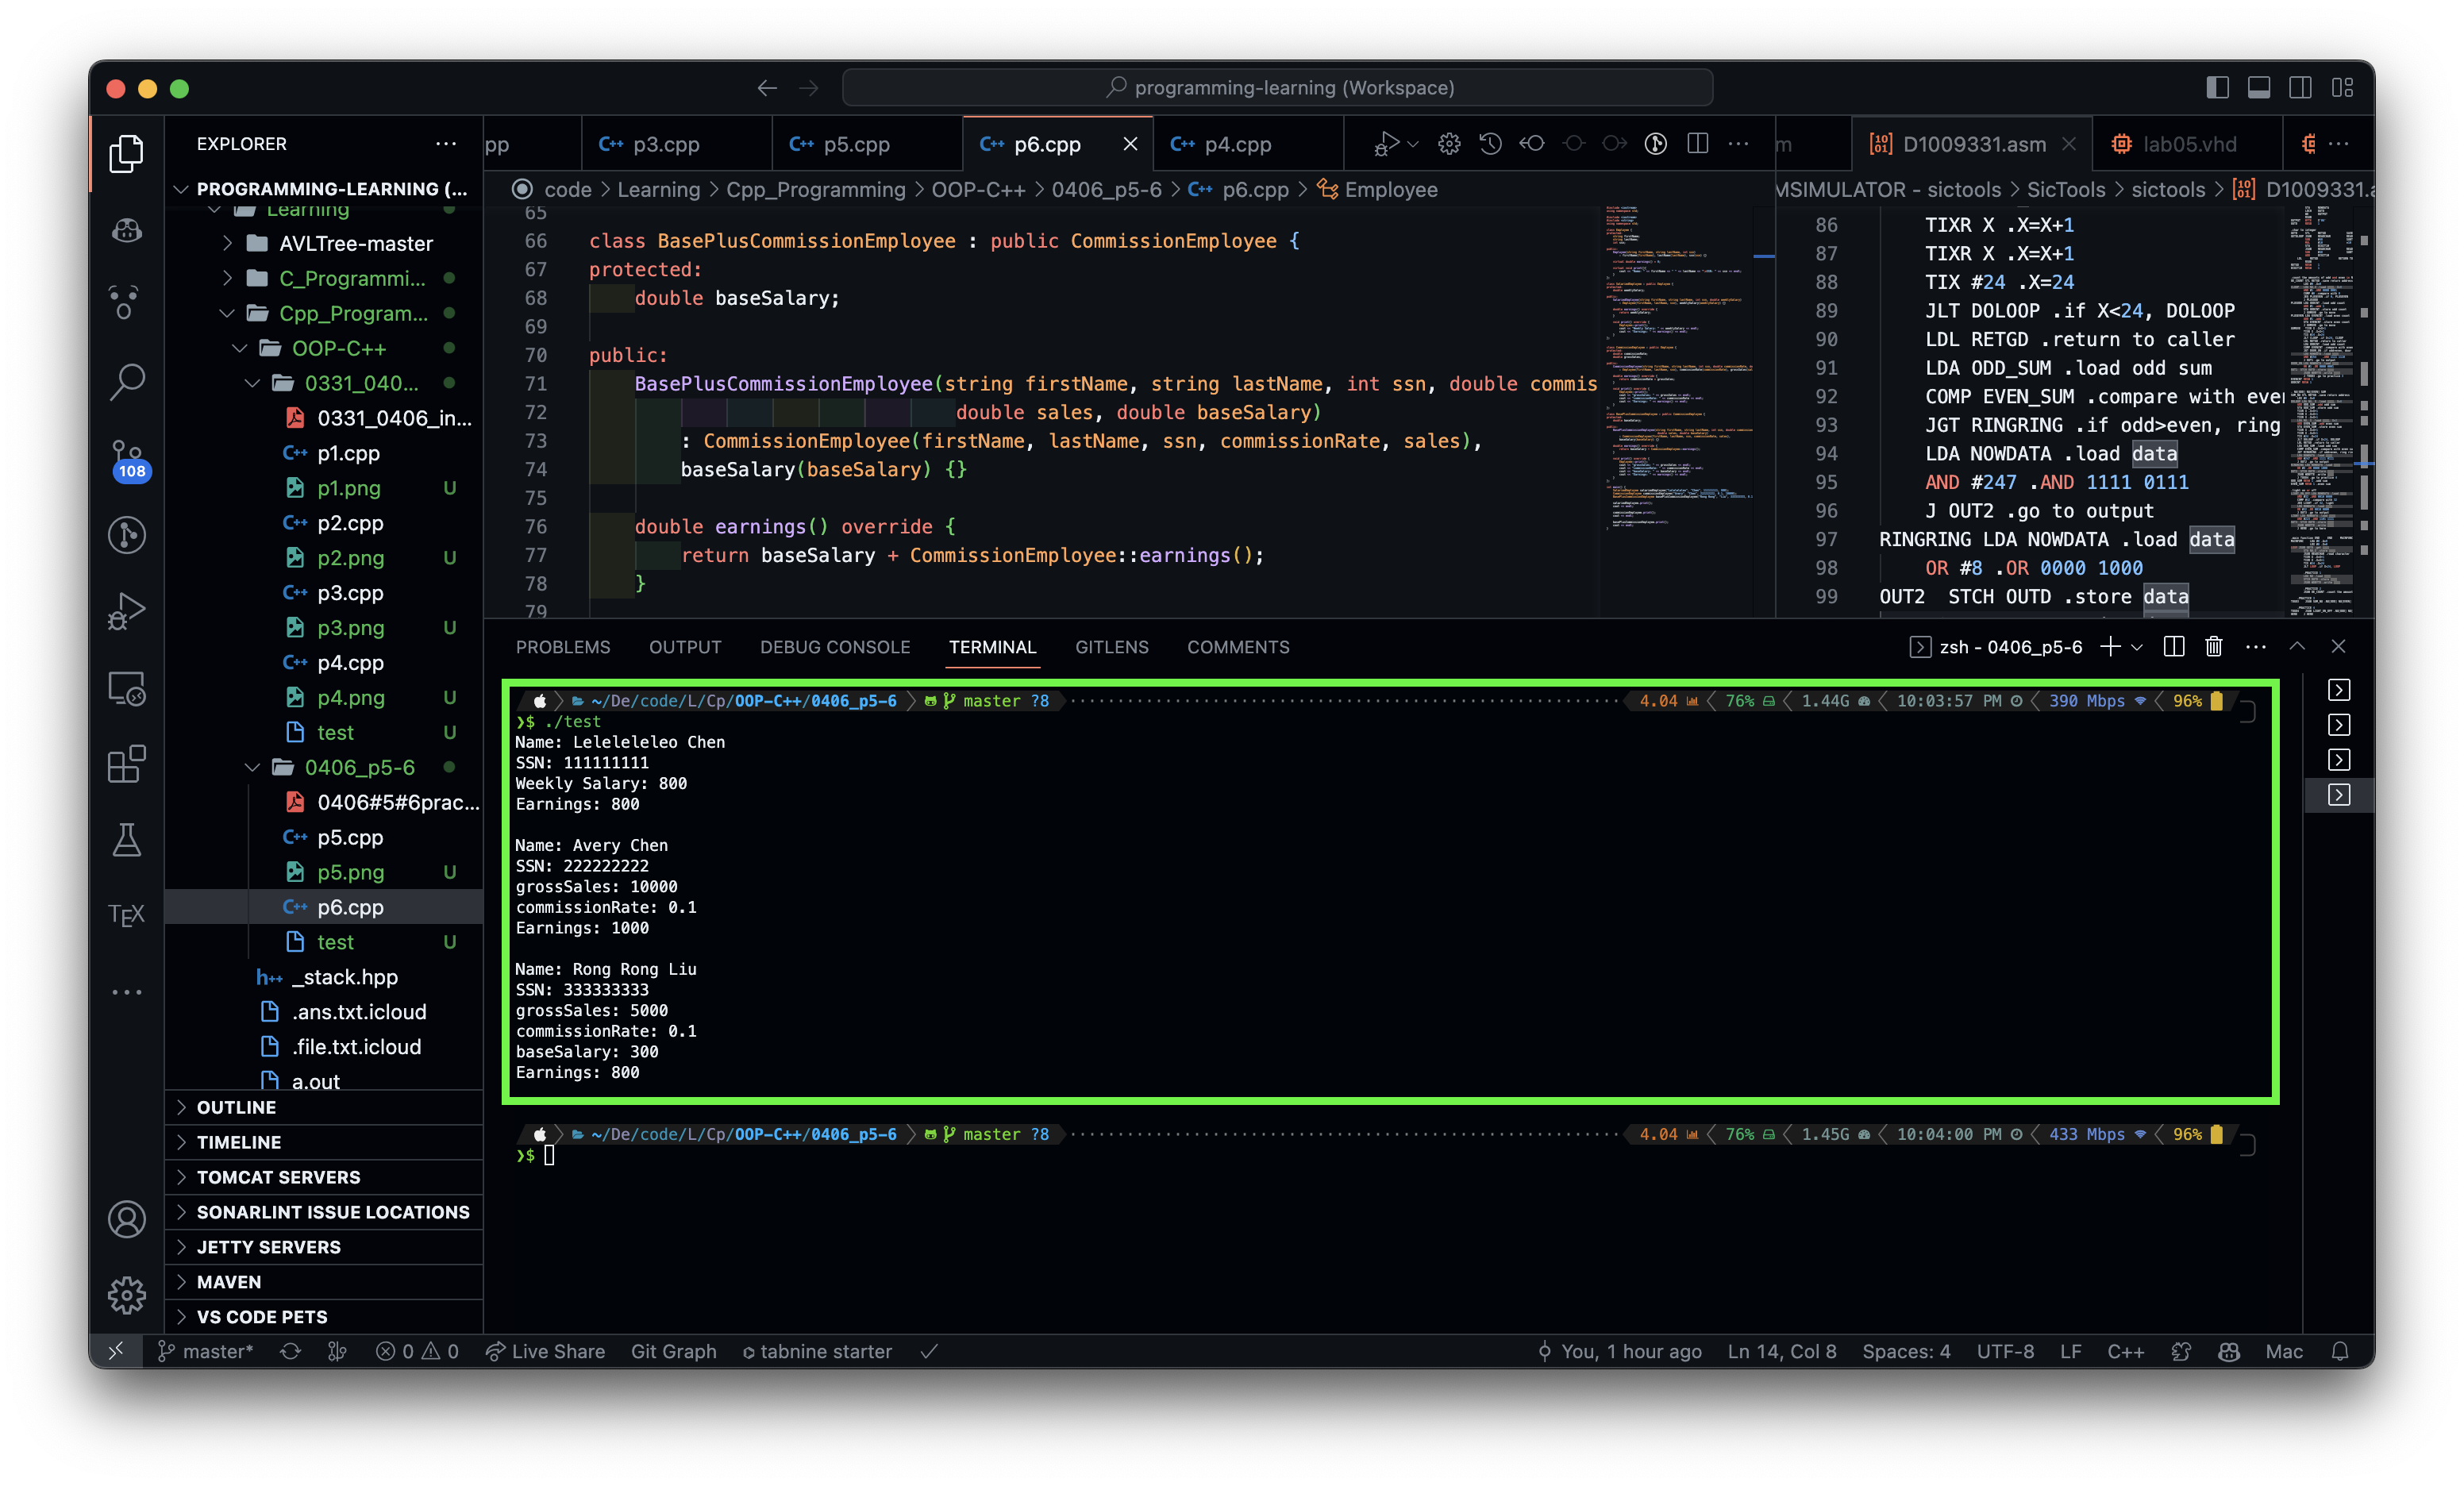 programming-learning (Workspace)
EXPLORER
PROGRAMMING-LEARNING (...
Learning
AVLTree-master
C_Programmi...
Cpp_Program...
OOP-C++
0331_040...
0331_0406_in...
p1.cpp
p1.png U
p2.cpp
p2.png U
p3.cpp
p3.png U
p4.cpp
p4.png U
test U
0406_p5-6
0406#5#6prac...
p5.cpp
p5.png U
p6.cpp
test U
_stack.hpp
.ans.txt.icloud
.file.txt.icloud
a.out
OUTLINE
TIMELINE
TOMCAT SERVERS
SONARLINT ISSUE LOCATIONS
JETTY SERVERS
MAVEN
VS CODE PETS
108
TEX
pp p3.cpp p5.cpp p6.cpp p4.cpp
code > Learning > Cpp_Programming > OOP-C++ > 0406_p5-6 > p6.cpp > Employee
65
66 class BasePlusCommissionEmployee : public CommissionEmployee {
67 protected:
68 double baseSalary;
69
70 public:
71 BasePlusCommissionEmployee(string firstName, string lastName, int ssn, double commis
72 double sales, double baseSalary)
73 : CommissionEmployee(firstName, lastName, ssn, commissionRate, sales),
74 baseSalary(baseSalary) {}
75
76 double earnings() override {
77 return baseSalary + CommissionEmployee::earnings();
78 }
79
m D1009331.asm lab05.vhd
MSIMULATOR - sictools > SicTools > sictools > D1009331.a
86 TIXR X .X=X+1
87 TIXR X .X=X+1
88 TIX #24 .X=24
89 JLT DOLOOP .if X<24, DOLOOP
90 LDL RETGD .return to caller
91 LDA ODD_SUM .load odd sum
92 COMP EVEN_SUM .compare with even
93 JGT RINGRING .if odd>even, ring
94 LDA NOWDATA .load data
95 AND #247 .AND 1111 0111
96 J OUT2 .go to output
97 RINGRING LDA NOWDATA .load data
98 OR #8 .OR 0000 1000
99 OUT2 STCH OUTD .store data
PROBLEMS OUTPUT DEBUG CONSOLE TERMINAL GITLENS COMMENTS
zsh - 0406_p5-6
~/De/code/L/Cp/OOP-C++/0406_p5-6 master ?8 4.04 76% 1.44G 10:03:57 PM 390 Mbps 96%
❯$ ./test
Name: Leleleleleo Chen
SSN: 111111111
Weekly Salary: 800
Earnings: 800
Name: Avery Chen
SSN: 222222222
grossSales: 10000
commissionRate: 0.1
Earnings: 1000
Name: Rong Rong Liu
SSN: 333333333
grossSales: 5000
commissionRate: 0.1
baseSalary: 300
Earnings: 800
~/De/code/L/Cp/OOP-C++/0406_p5-6 master ?8 4.04 76% 1.45G 10:04:00 PM 433 Mbps 96%
❯$
master* 0 0 Live Share Git Graph tabnine starter You, 1 hour ago Ln 14, Col 8 Spaces: 4 UTF-8 LF C++ Mac